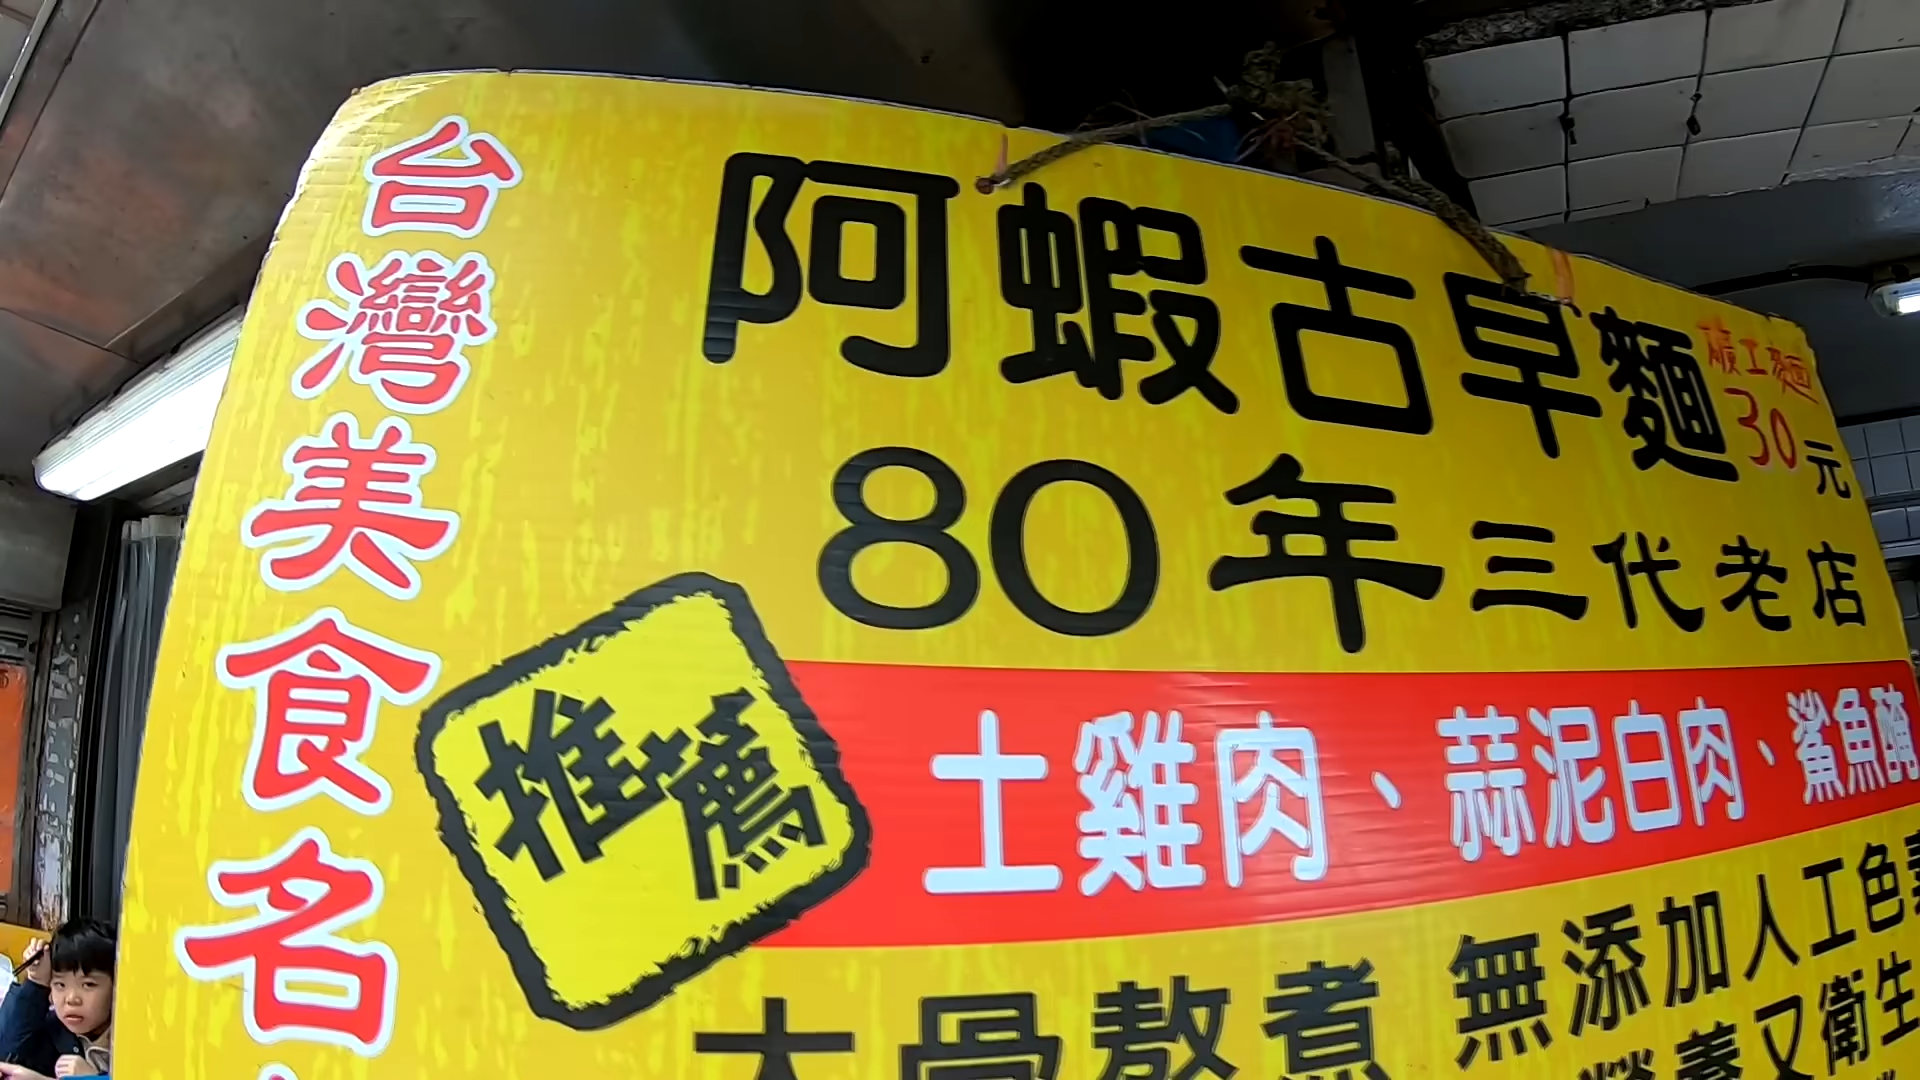 台灣美食名
阿蝦古早麵
礦工麵
30元
80年三代老店
推薦
土雞肉、蒜泥白肉、鯊魚醃
大骨熬煮
無添加人工色素
營養又衛生